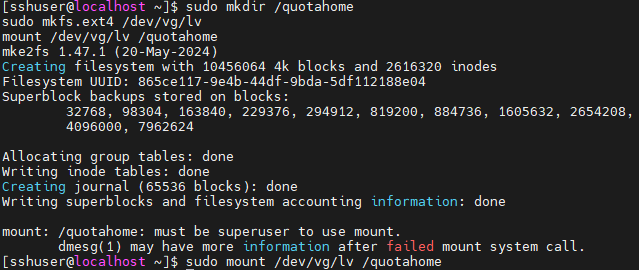 [sshuser@localhost ~]$ sudo mkdir /quotahome
sudo mkfs.ext4 /dev/vg/lv
mount /dev/vg/lv /quotahome
mke2fs 1.47.1 (20-May-2024)
Creating filesystem with 10456064 4k blocks and 2616320 inodes
Filesystem UUID: 865ce117-9e4b-44df-9bda-5df112188e04
Superblock backups stored on blocks:
        32768, 98304, 163840, 229376, 294912, 819200, 884736, 1605632, 2654208,
        4096000, 7962624

Allocating group tables: done
Writing inode tables: done
Creating journal (65536 blocks): done
Writing superblocks and filesystem accounting information: done

mount: /quotahome: must be superuser to use mount.
       dmesg(1) may have more information after failed mount system call.
[sshuser@localhost ~]$ sudo mount /dev/vg/lv /quotahome